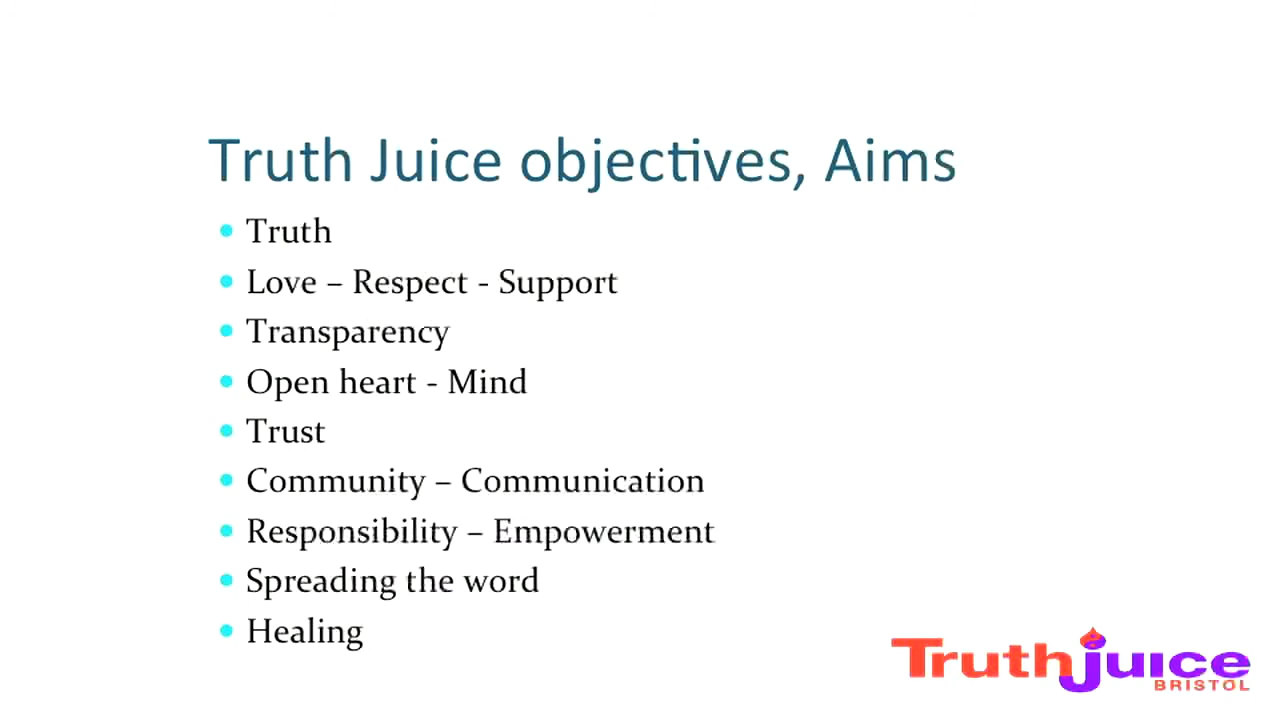 Truth Juice objectives, Aims
Truth
Love – Respect - Support
Transparency
Open heart - Mind
Trust
Community – Communication
Responsibility – Empowerment
Spreading the word
Healing
Truthjuice
BRISTOL